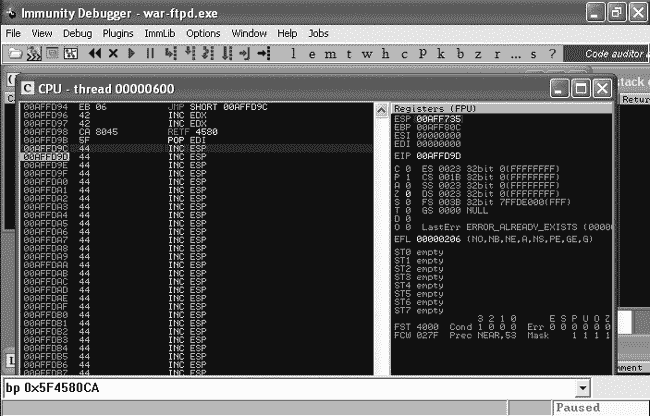 Immunity Debugger - war-ftpd.exe
File View Debug Plugins ImmLib Options Window Help Jobs
l e m t w h c p k b z r ... s ? Code auditor a
CPU - thread 00000600
stack o
Retur
Registers (FPU)
00AFFD94 EB 06 JMP SHORT 00AFFD9C
00AFFD96 42 INC EDX
00AFFD97 42 INC EDX
00AFFD98 CA 8045 RETF 4580
00AFFD9B 5F POP EDI
00AFFD9C 44 INC ESP
00AFFD9D 44 INC ESP
00AFFD9E 44 INC ESP
00AFFD9F 44 INC ESP
00AFFDA0 44 INC ESP
00AFFDA1 44 INC ESP
00AFFDA2 44 INC ESP
00AFFDA3 44 INC ESP
00AFFDA4 44 INC ESP
00AFFDA5 44 INC ESP
00AFFDA6 44 INC ESP
00AFFDA7 44 INC ESP
00AFFDA8 44 INC ESP
00AFFDA9 44 INC ESP
00AFFDAA 44 INC ESP
00AFFDAB 44 INC ESP
00AFFDAC 44 INC ESP
00AFFDAD 44 INC ESP
00AFFDAE 44 INC ESP
00AFFDAF 44 INC ESP
00AFFDB0 44 INC ESP
00AFFDB1 44 INC ESP
00AFFDB2 44 INC ESP
00AFFDB3 44 INC ESP
00AFFDB4 44 INC ESP
00AFFDB5 44 INC ESP
00AFFDB6 44 INC ESP
00AFFDB7 44 INC ESP
ESP 00AFF735
EBP 00AFF80C
ESI 00000000
EDI 00000000
EIP 00AFFD9D
C 0 ES 0023 32bit 0(FFFFFFFF)
P 1 CS 001B 32bit 0(FFFFFFFF)
A 0 SS 0023 32bit 0(FFFFFFFF)
Z 0 DS 0023 32bit 0(FFFFFFFF)
S 0 FS 003B 32bit 7FFDE000(FFF)
T 0 GS 0000 NULL
D 0
O 0 LastErr ERROR_ALREADY_EXISTS (0000
EFL 00000206 (NO,NB,NE,A,NS,PE,GE,G)
ST0 empty
ST1 empty
ST2 empty
ST3 empty
ST4 empty
ST5 empty
ST6 empty
ST7 empty
3 2 1 0 E S P U O Z
FST 4000 Cond 1 0 0 0 Err 0 0 0 0 0 0
FCW 027F Prec NEAR,53 Mask 1 1 1 1
bp 0x5F4580CA
mment
Paused